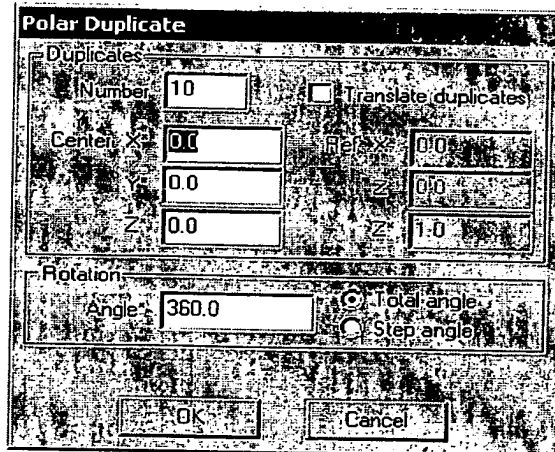 Polar Duplicate
Duplicates
Number 10 Translate duplicates
Center X 0.0 Ref X 0.0
Y 0.0 Z 0.0
Z 0.0 Z 1.0
Rotation
Angle 360.0 Total angle
Step angle
OK Cancel